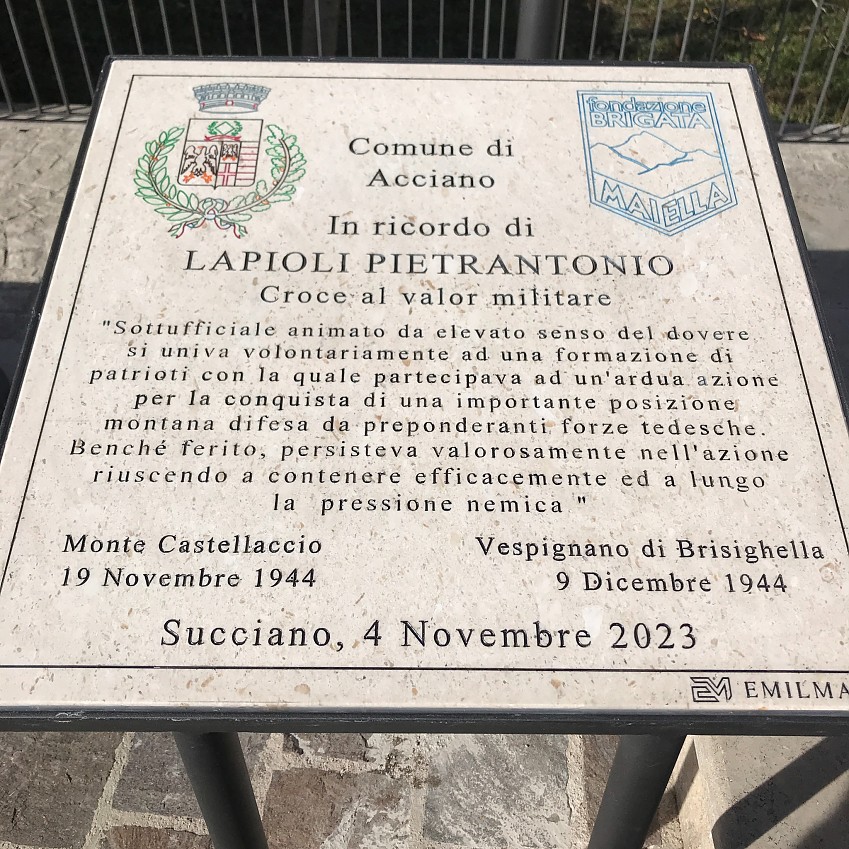 Comune di
Acciano
fondazione
BRIGATA
MAIELLA
In ricordo di
LAPIOLI PIETRANTONIO
Croce al valor militare
"Sottufficiale animato da elevato senso del dovere
si univa volontariamente ad una formazione di
patrioti con la quale partecipava ad un'ardua azione
per la conquista di una importante posizione
montana difesa da preponderanti forze tedesche.
Benché ferito, persisteva valorosamente nell'azione
riuscendo a contenere efficacemente ed a lungo
la pressione nemica "
Monte Castellaccio
19 Novembre 1944
Vespignano di Brisighella
9 Dicembre 1944
Succiano, 4 Novembre 2023
EMILMA